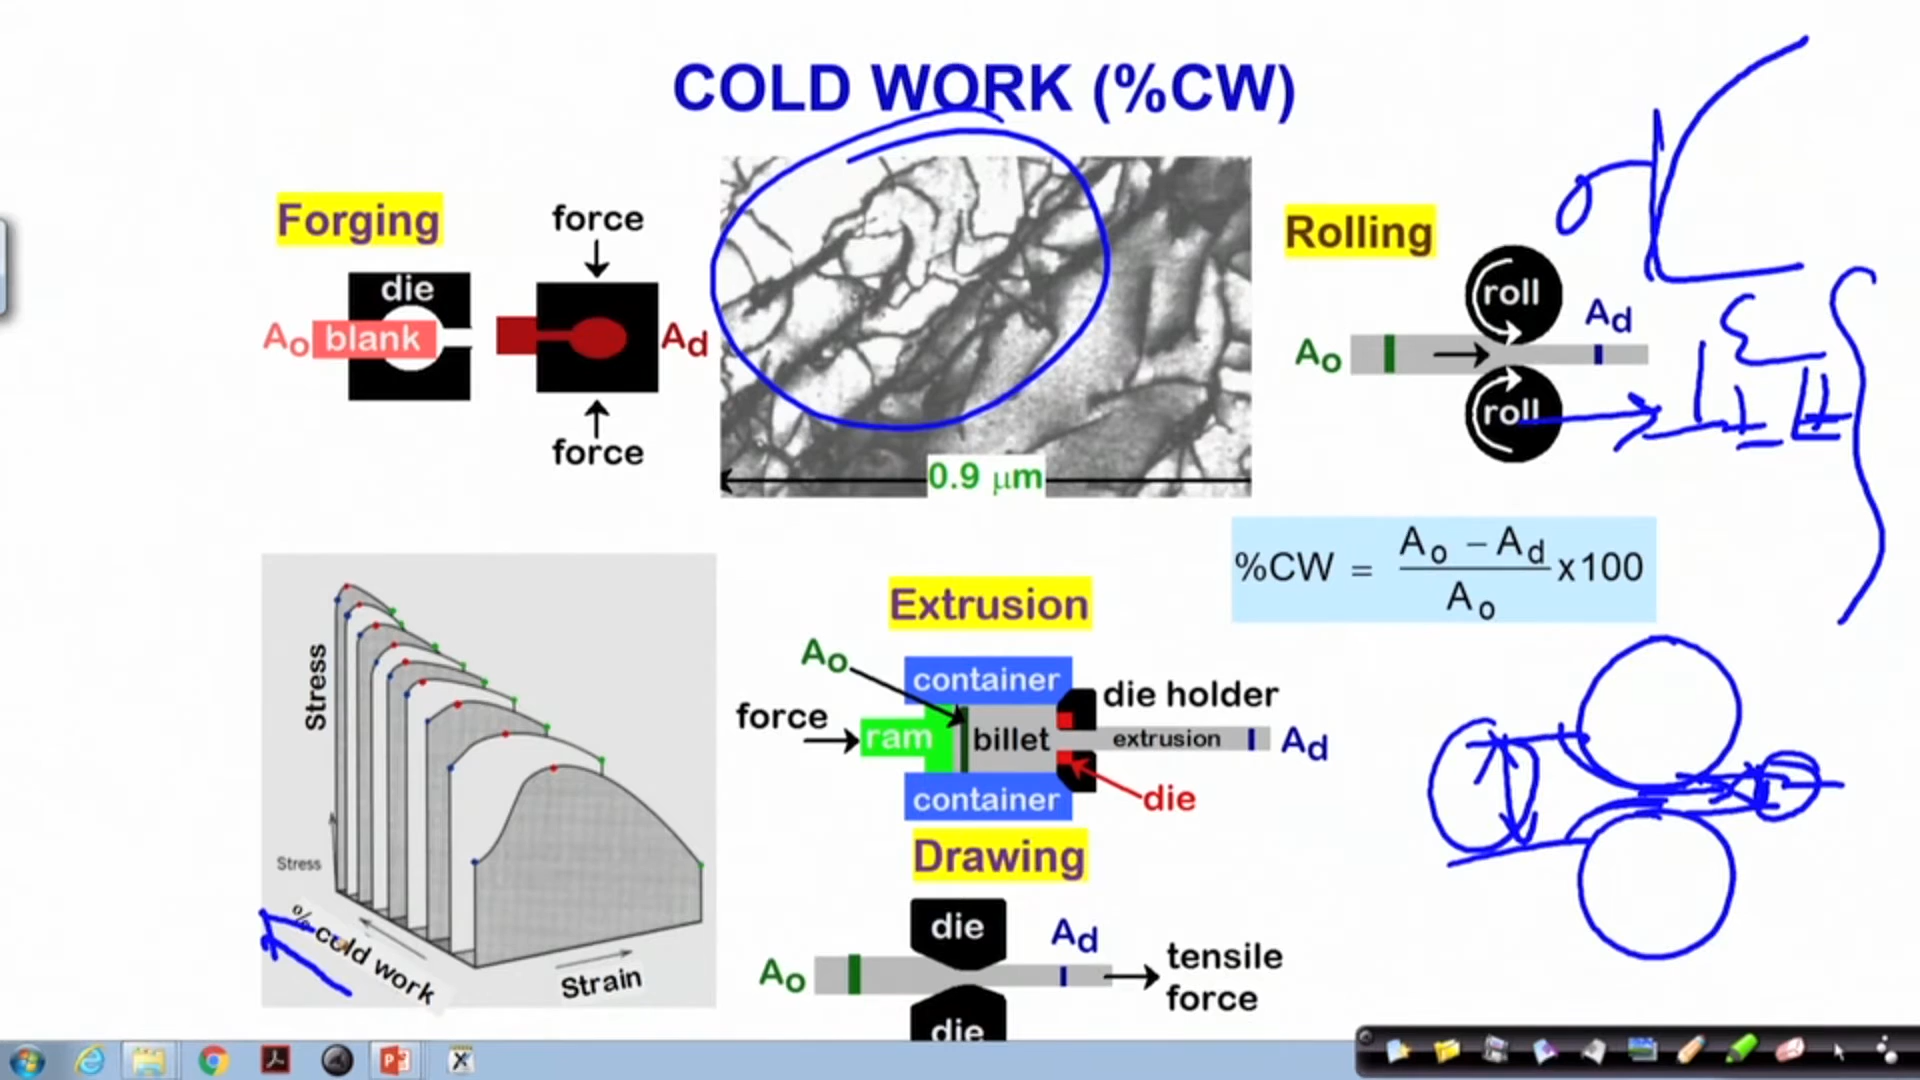 COLD WORK (%CW)
Forging
force
die
Ao blank
Ad
force
0.9 μm
Rolling
roll
Ad
Ao
roll
σ
ε
%CW = Ao − Ad / Ao x100
Stress
Stress
% cold work
Strain
Extrusion
Ao
container
die holder
force
ram
billet
extrusion
Ad
container
die
Drawing
die
Ad
Ao
tensile
force
die